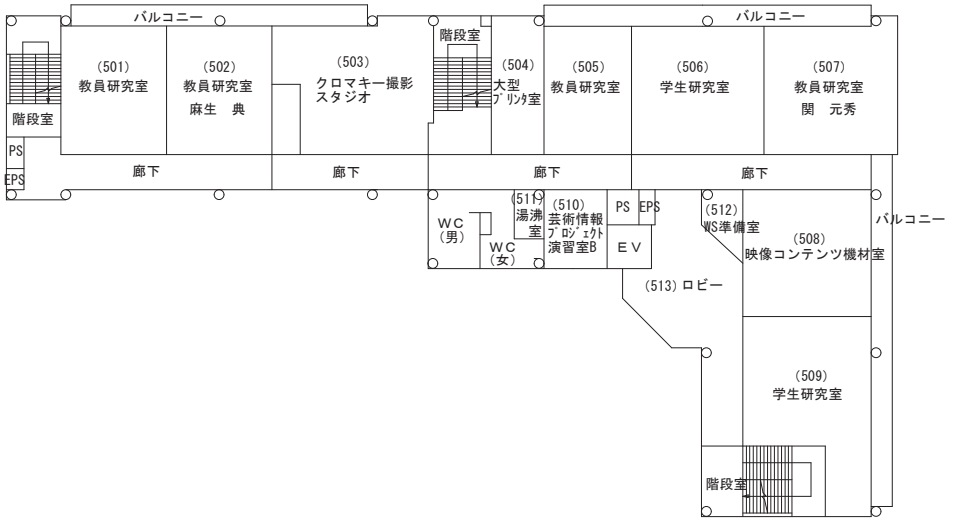 バルコニー
バルコニー
階段室
(501)
教員研究室
(502)
教員研究室
麻生 典
(503)
クロマキー撮影
スタジオ
(504)
大型
プリンタ室
(505)
教員研究室
(506)
学生研究室
(507)
教員研究室
関 元秀
階段室
PS
EPS
廊下
廊下
廊下
廊下
WC
(男)
WC
(女)
(511)
湯沸
室
(510)
芸術情報
プロジェクト
演習室B
PS
EPS
EV
(512)
WS準備室
(508)
映像コンテンツ機材室
バルコニー
(513) ロビー
(509)
学生研究室
階段室